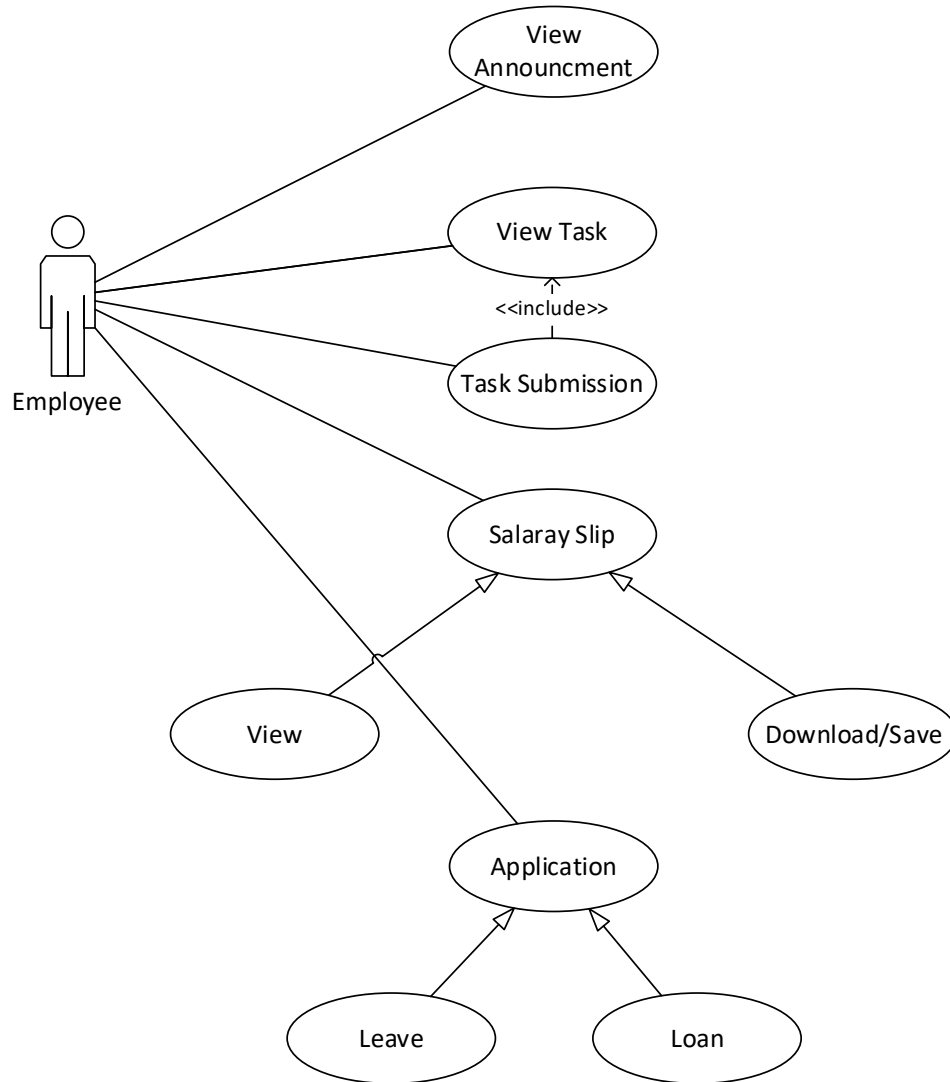 View
Announcment
View Task
<<include>>
Task Submission
Employee
Salaray Slip
View
Download/Save
Application
Leave
Loan